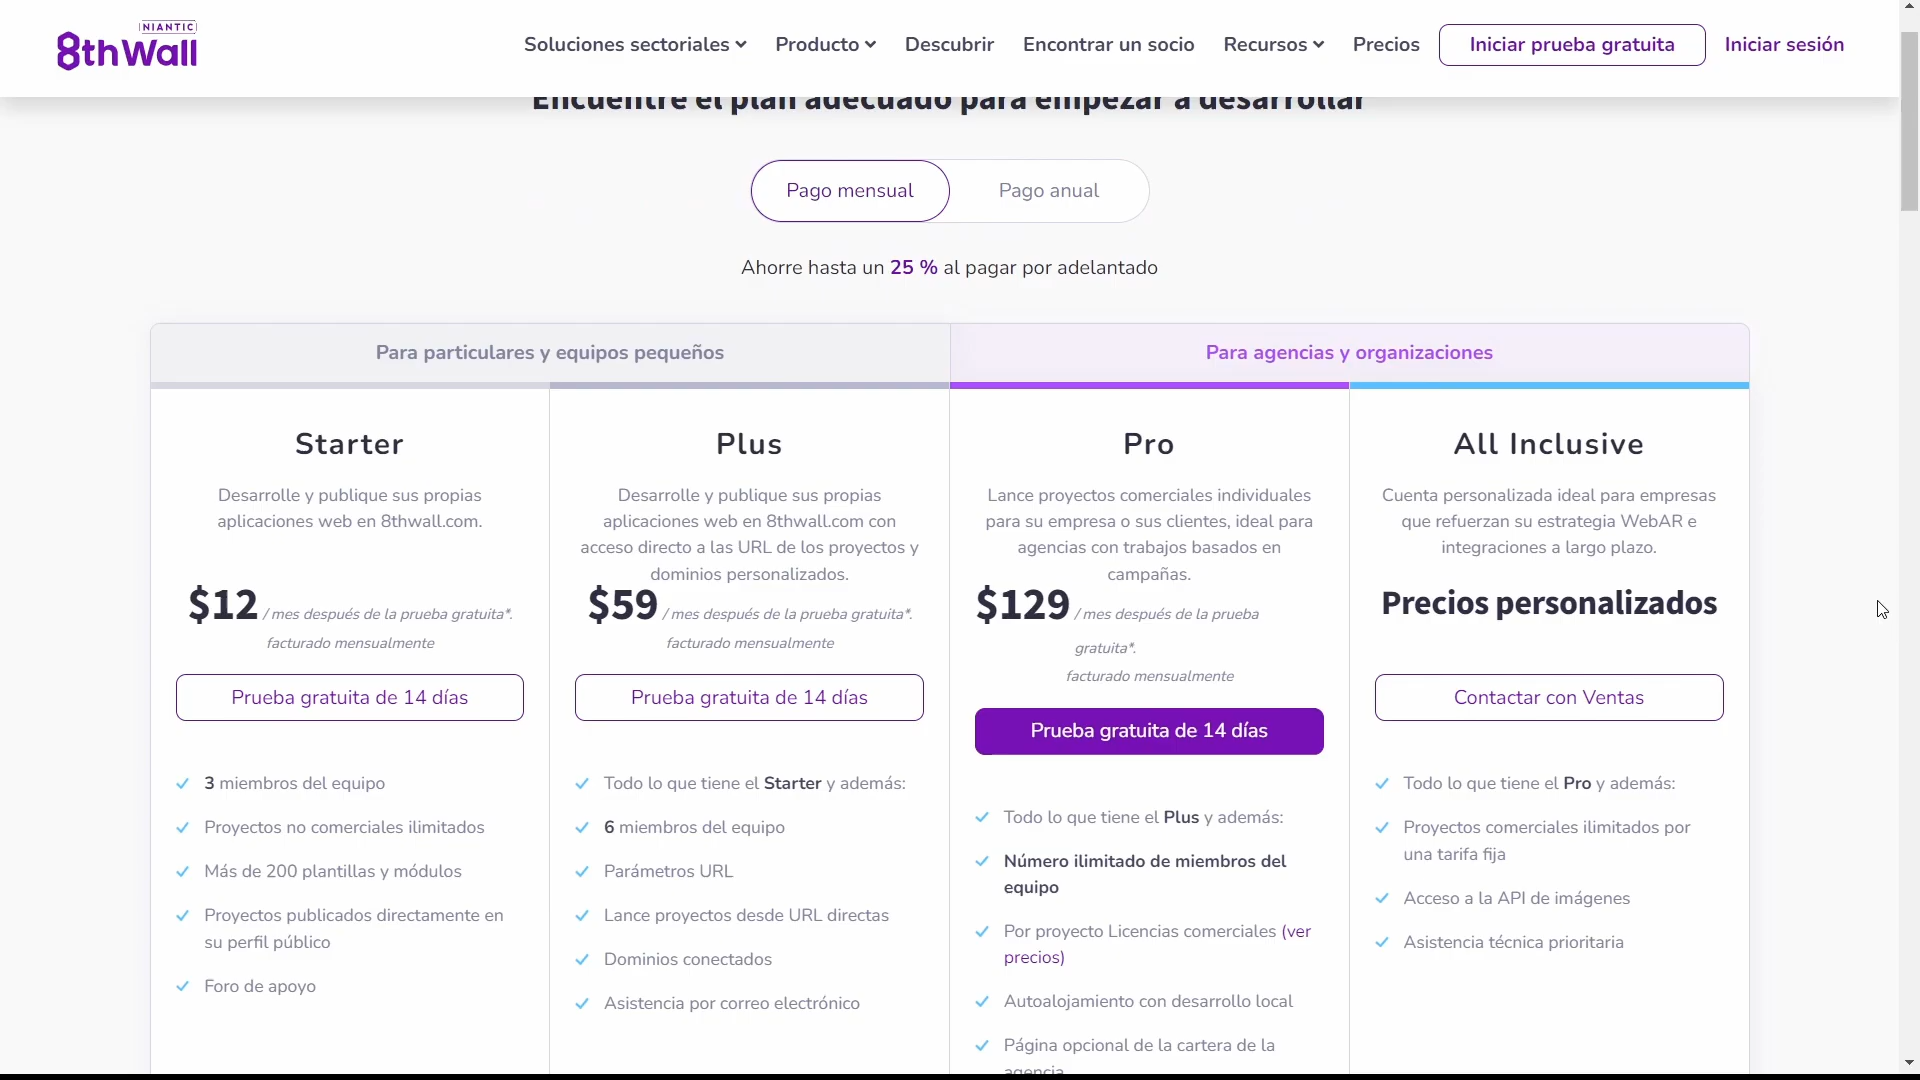 NIANTIC
8thWall
Soluciones sectoriales
Producto
Descubrir
Encontrar un socio
Recursos
Precios
Iniciar prueba gratuita
Iniciar sesión
Encuentre el plan adecuado para empezar a desarrollar
Pago mensual
Pago anual
Ahorre hasta un 25 % al pagar por adelantado
Para particulares y equipos pequeños
Para agencias y organizaciones
Starter
Desarrolle y publique sus propias
aplicaciones web en 8thwall.com.
$12 / mes después de la prueba gratuita*.
facturado mensualmente
Prueba gratuita de 14 días
3 miembros del equipo
Proyectos no comerciales ilimitados
Más de 200 plantillas y módulos
Proyectos publicados directamente en
su perfil público
Foro de apoyo
Plus
Desarrolle y publique sus propias
aplicaciones web en 8thwall.com con
acceso directo a las URL de los proyectos y
dominios personalizados.
$59 / mes después de la prueba gratuita*.
facturado mensualmente
Prueba gratuita de 14 días
Todo lo que tiene el Starter y además:
6 miembros del equipo
Parámetros URL
Lance proyectos desde URL directas
Dominios conectados
Asistencia por correo electrónico
Pro
Lance proyectos comerciales individuales
para su empresa o sus clientes, ideal para
agencias con trabajos basados en
campañas.
$129 / mes después de la prueba
gratuita*.
facturado mensualmente
Prueba gratuita de 14 días
Todo lo que tiene el Plus y además:
Número ilimitado de miembros del
equipo
Por proyecto Licencias comerciales (ver
precios)
Autoalojamiento con desarrollo local
Página opcional de la cartera de la
agencia
All Inclusive
Cuenta personalizada ideal para empresas
que refuerzan su estrategia WebAR e
integraciones a largo plazo.
Precios personalizados
Contactar con Ventas
Todo lo que tiene el Pro y además:
Proyectos comerciales ilimitados por
una tarifa fija
Acceso a la API de imágenes
Asistencia técnica prioritaria